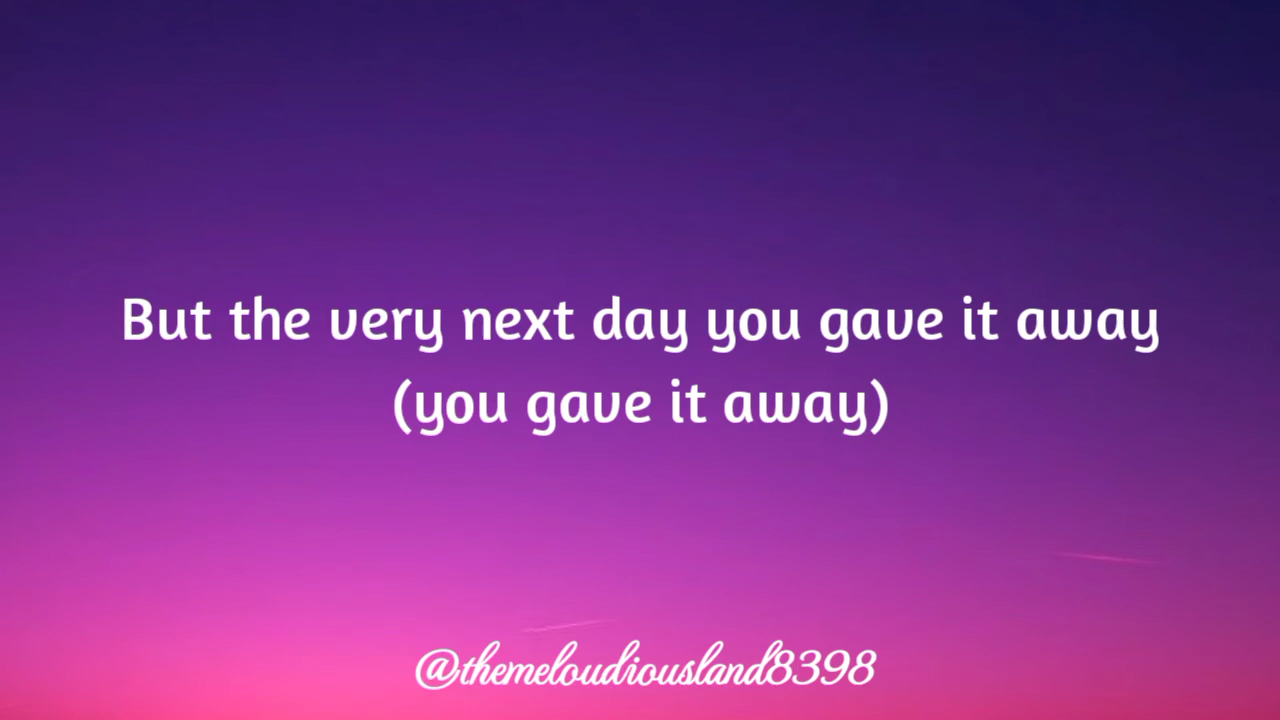 But the very next day you gave it away
(you gave it away)
@themeloudiousland8398